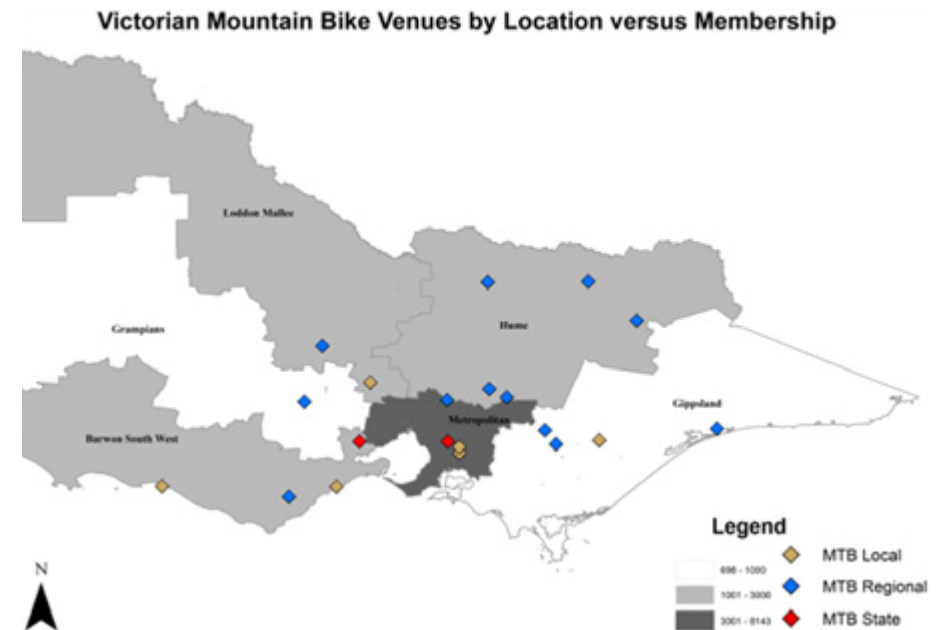 Victorian Mountain Bike Venues by Location versus Membership
Loddon Mallee
Grampians
Hume
Gippsland
Metropolitan
Barwon South West
N
Legend
698 - 1000
1001 - 3000
3001 - 8143
MTB Local
MTB Regional
MTB State